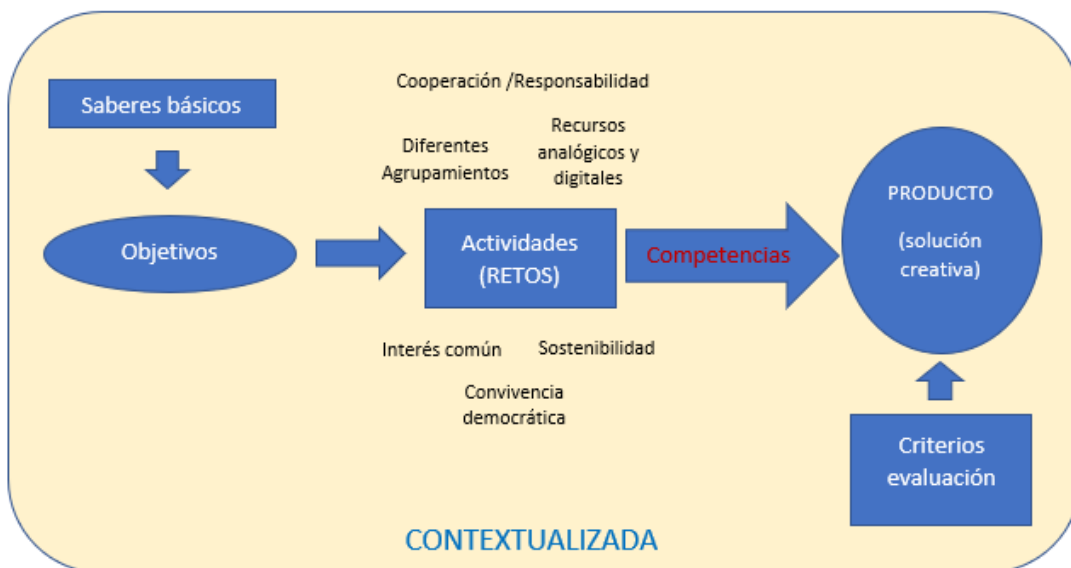 Cooperación /Responsabilidad
Saberes básicos
Diferentes
Agrupamientos
Recursos
analógicos y
digitales
Objetivos
Actividades
(RETOS)
Competencias
PRODUCTO
(solución
creativa)
Interés común
Sostenibilidad
Convivencia
democrática
Criterios
evaluación
CONTEXTUALIZADA